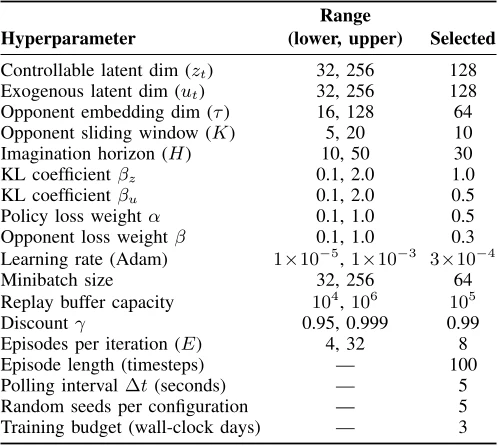 Range
Hyperparameter (lower, upper) Selected
Controllable latent dim (z_t) 32, 256 128
Exogenous latent dim (u_t) 32, 256 128
Opponent embedding dim (τ) 16, 128 64
Opponent sliding window (K) 5, 20 10
Imagination horizon (H) 10, 50 30
KL coefficient β_z 0.1, 2.0 1.0
KL coefficient β_u 0.1, 2.0 0.5
Policy loss weight α 0.1, 1.0 0.5
Opponent loss weight β 0.1, 1.0 0.3
Learning rate (Adam) 1×10⁻⁵, 1×10⁻³ 3×10⁻⁴
Minibatch size 32, 256 64
Replay buffer capacity 10⁴, 10⁶ 10⁵
Discount γ 0.95, 0.999 0.99
Episodes per iteration (E) 4, 32 8
Episode length (timesteps) — 100
Polling interval Δt (seconds) — 5
Random seeds per configuration — 5
Training budget (wall-clock days) — 3